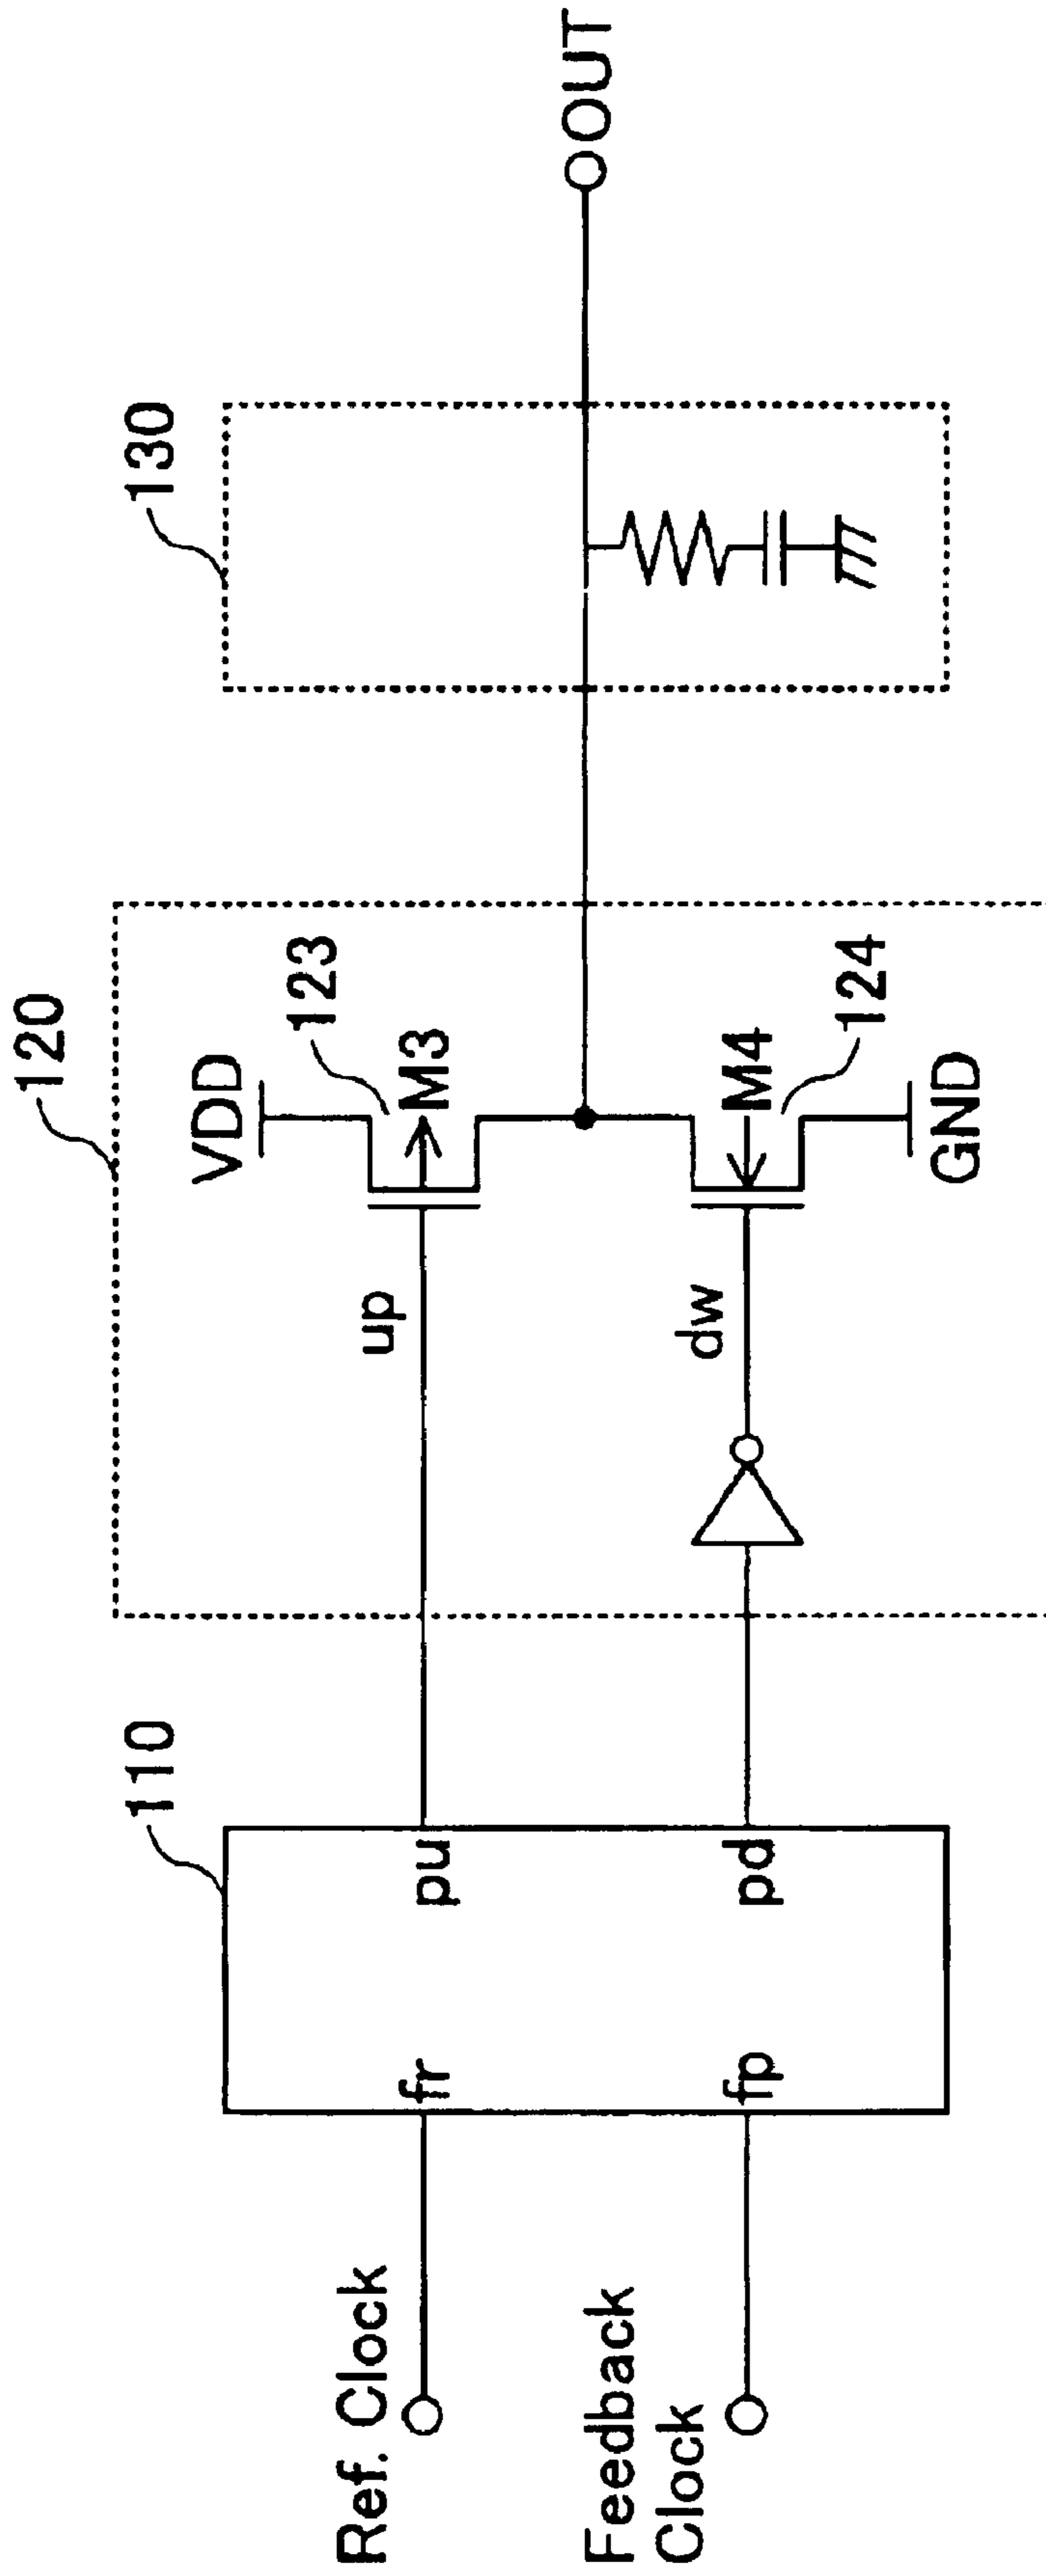 120
110
130
VDD
123
Ref. Clock
fr
pu
up
M3
OUT
Feedback
Clock
fp
pd
dw
M4
124
GND